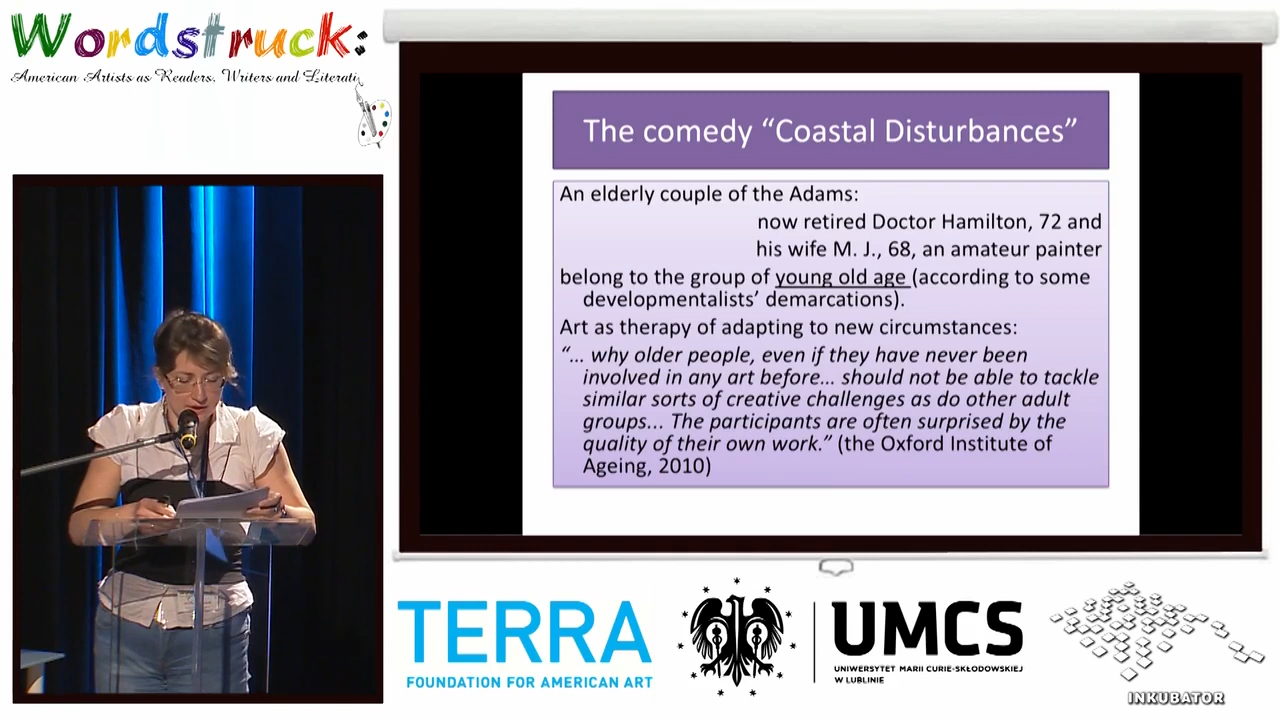 Wordstruck:
American Artists as Readers, Writers and Literati
The comedy “Coastal Disturbances”
An elderly couple of the Adams:
now retired Doctor Hamilton, 72 and
his wife M. J., 68, an amateur painter
belong to the group of young old age (according to some
developmentalists’ demarcations).
Art as therapy of adapting to new circumstances:
“... why older people, even if they have never been
involved in any art before... should not be able to tackle
similar sorts of creative challenges as do other adult
groups... The participants are often surprised by the
quality of their own work.” (the Oxford Institute of
Ageing, 2010)
TERRA
FOUNDATION FOR AMERICAN ART
UMCS
UNIWERSYTET MARII CURIE-SKŁODOWSKIEJ
W LUBLINIE
INKUBATOR